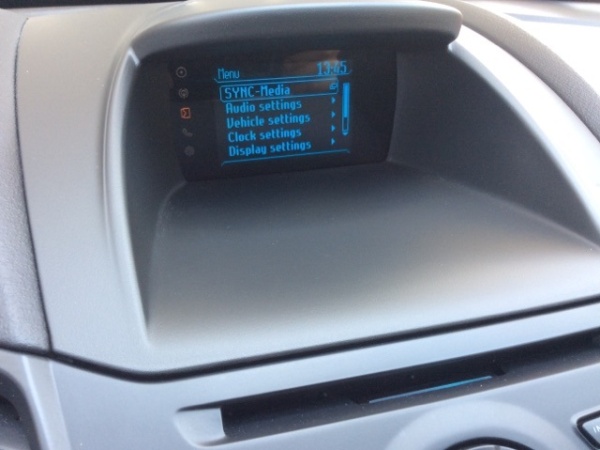 Menu 13:05
SYNC-Media
Audio settings
Vehicle settings
Clock settings
Display settings